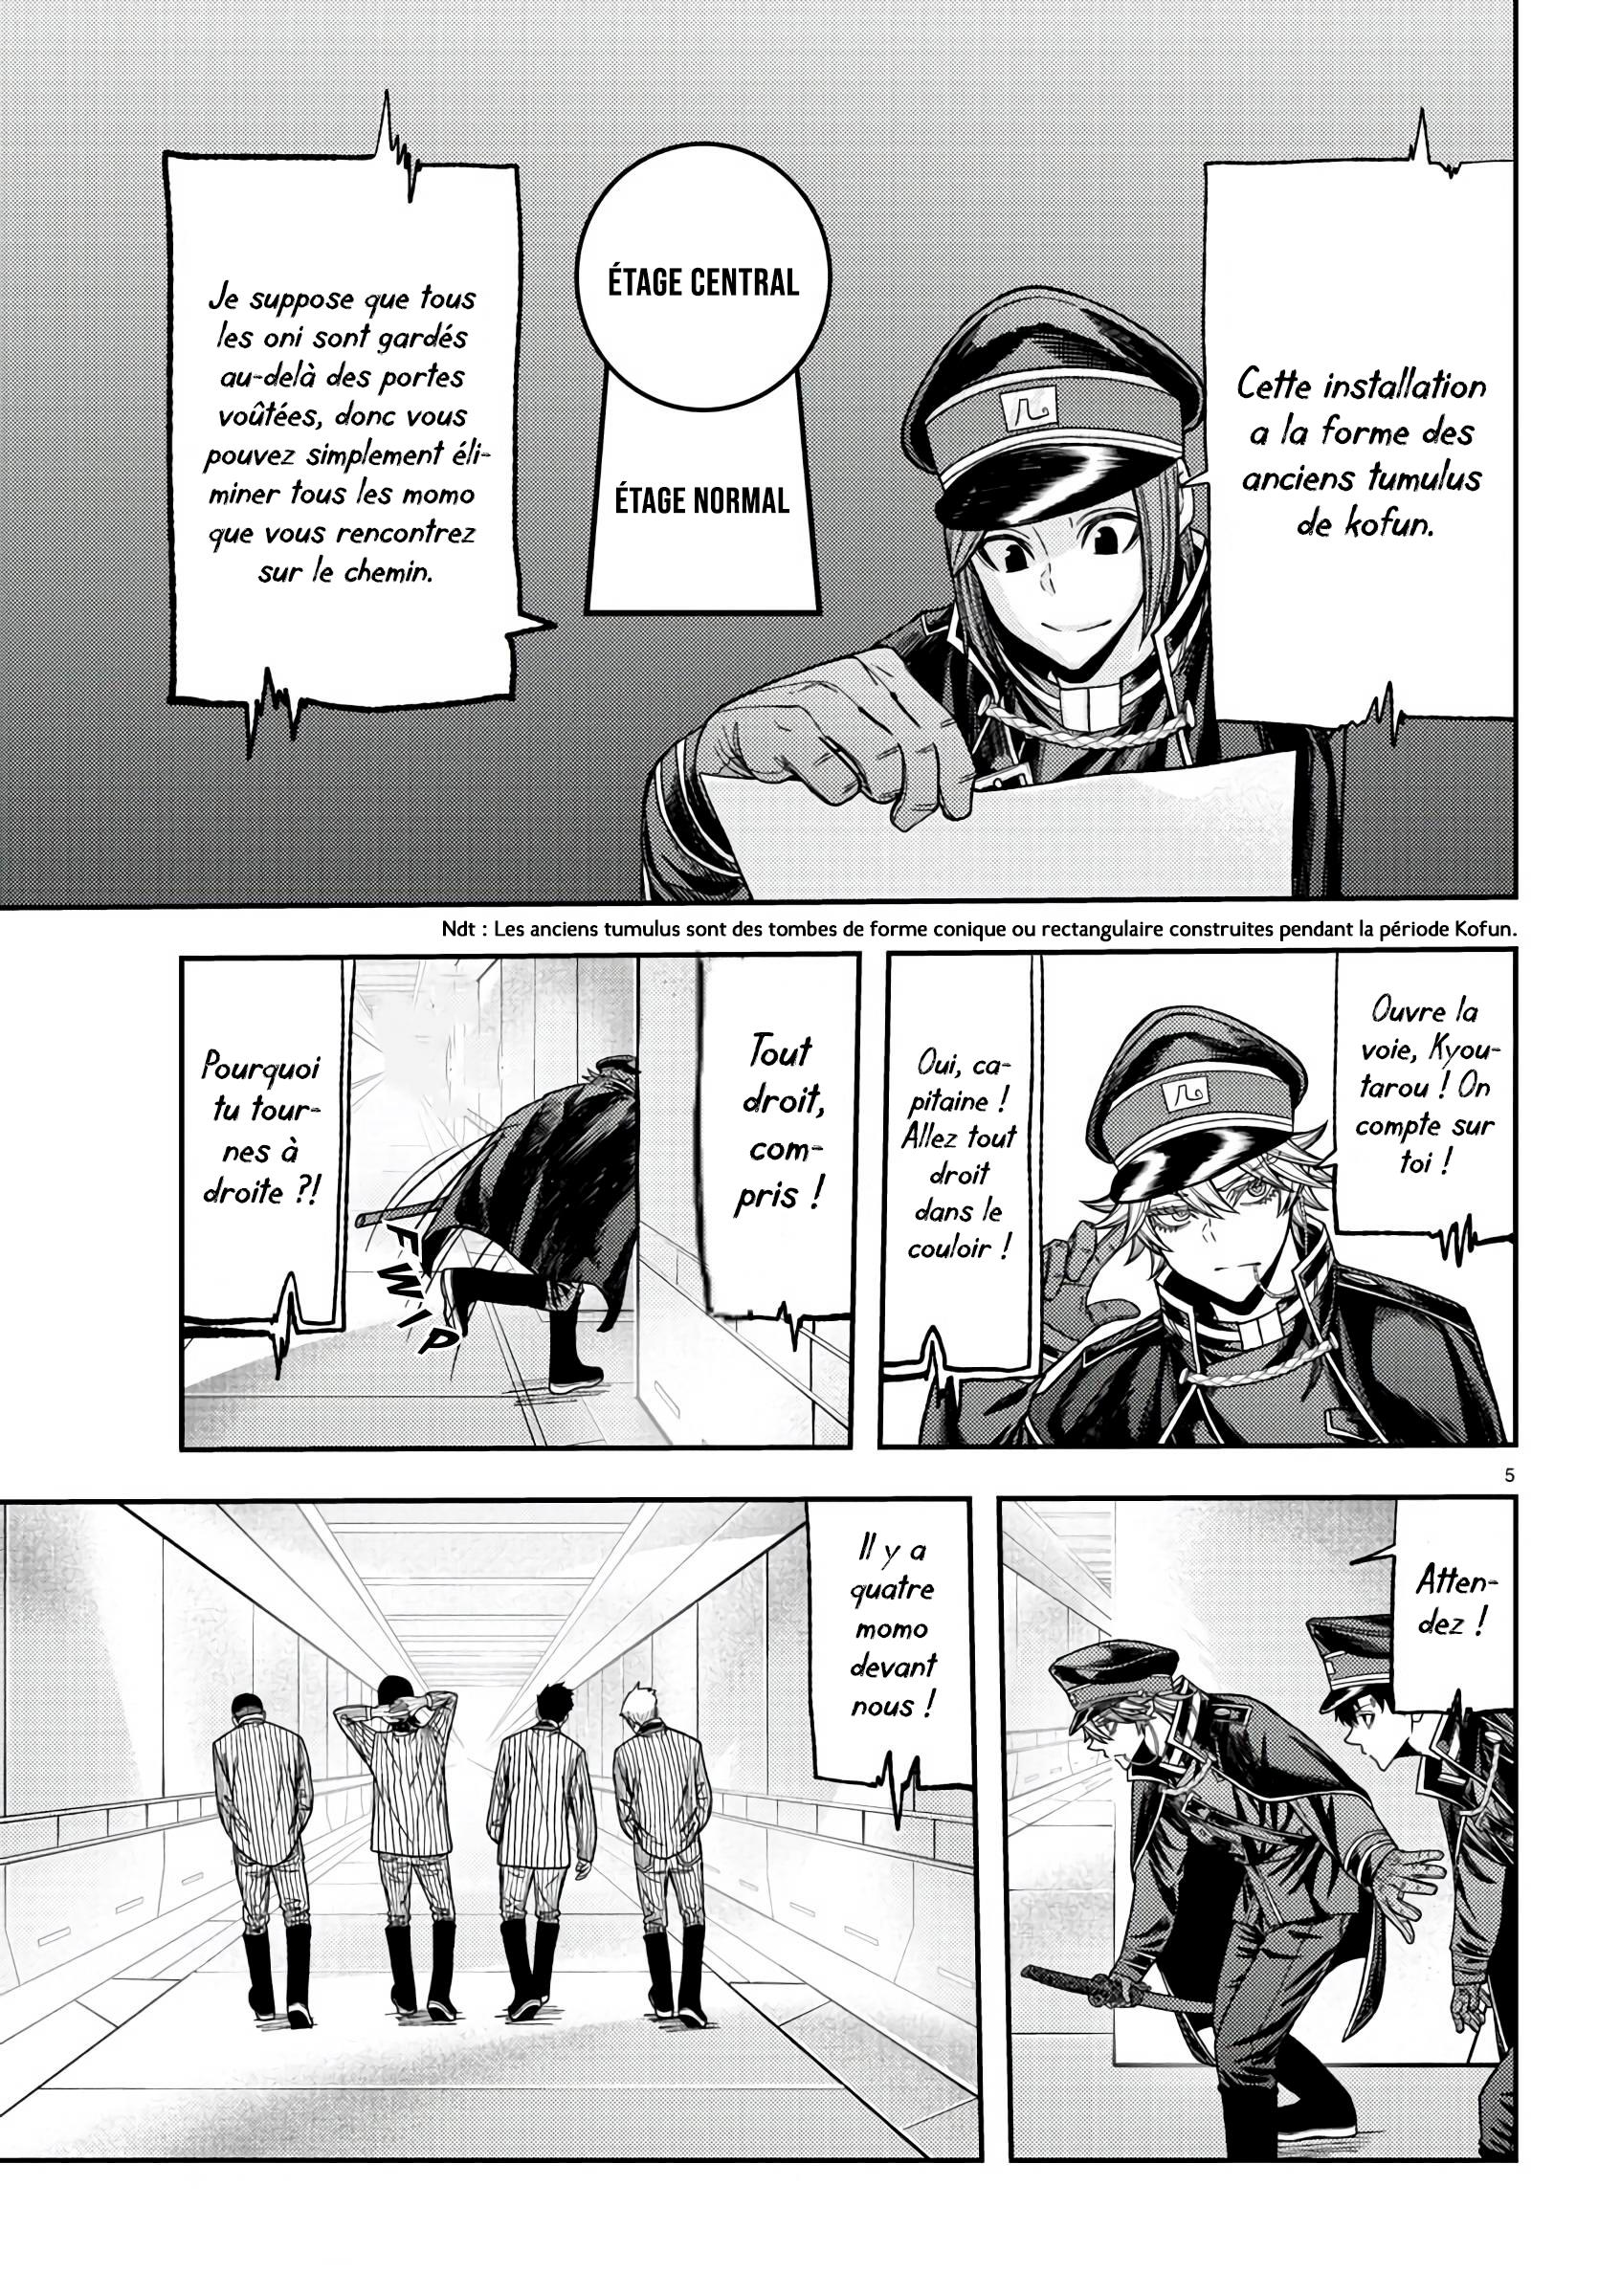 Cette installation
a la forme des
anciens tumulus
de kofun.
ÉTAGE CENTRAL
ÉTAGE NORMAL
Je suppose que tous
les oni sont gardés
au-delà des portes
voûtées, donc vous
pouvez simplement éli-
miner tous les momo
que vous rencontrez
sur le chemin.
Ndt : Les anciens tumulus sont des tombes de forme conique ou rectangulaire construites pendant la période Kofun.
Ouvre la
voie, Kyou-
tarou ! On
compte sur
toi !
Oui, ca-
pitaine !
Allez tout
droit
dans le
couloir !
Tout
droit,
com-
pris !
FWIP
Pourquoi
tu tour-
nes à
droite ?!
5
Atten-
dez !
Il y a
quatre
momo
devant
nous !